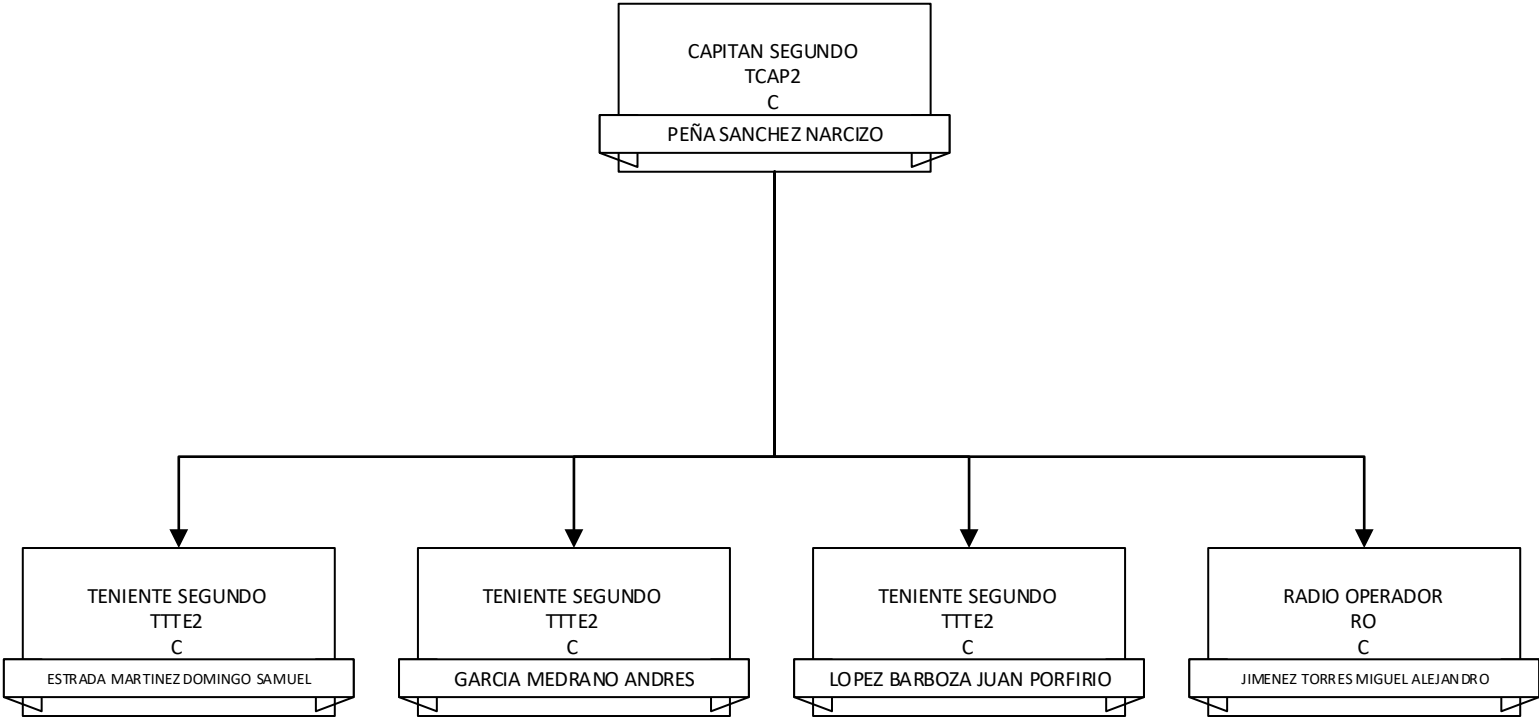 CAPITAN SEGUNDO
TCAP2
C
PEÑA SANCHEZ NARCIZO
TENIENTE SEGUNDO
TTTE2
C
ESTRADA MARTINEZ DOMINGO SAMUEL
TENIENTE SEGUNDO
TTTE2
C
GARCIA MEDRANO ANDRES
TENIENTE SEGUNDO
TTTE2
C
LOPEZ BARBOZA JUAN PORFIRIO
RADIO OPERADOR
RO
C
JIMENEZ TORRES MIGUEL ALEJANDRO